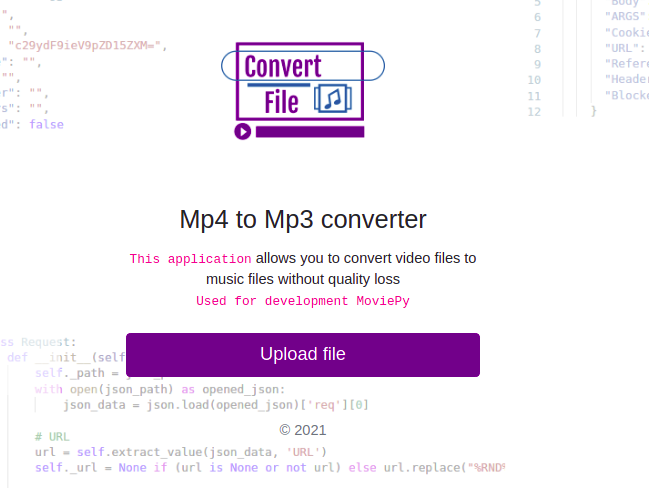 5 "Body
",
6 "ARGS"
"",
7 "Cookie
"c29ydF9ieV9pZD15ZXM=",
8 "URL":
": "",
9 "Refere
"",
10 "Header
r": "",
11 "Blocke
rs": "",
12 }
d": false
Convert
File
Mp4 to Mp3 converter
This application allows you to convert video files to
music files without quality loss
Used for development MoviePy
ss Request:
def __init__(self
Upload file
self._path =
with open(json_path) as opened_json:
json_data = json.load(opened_json)['req'][0]
© 2021
# URL
url = self.extract_value(json_data, 'URL')
self._url = None if (url is None or not url) else url.replace("%RND%